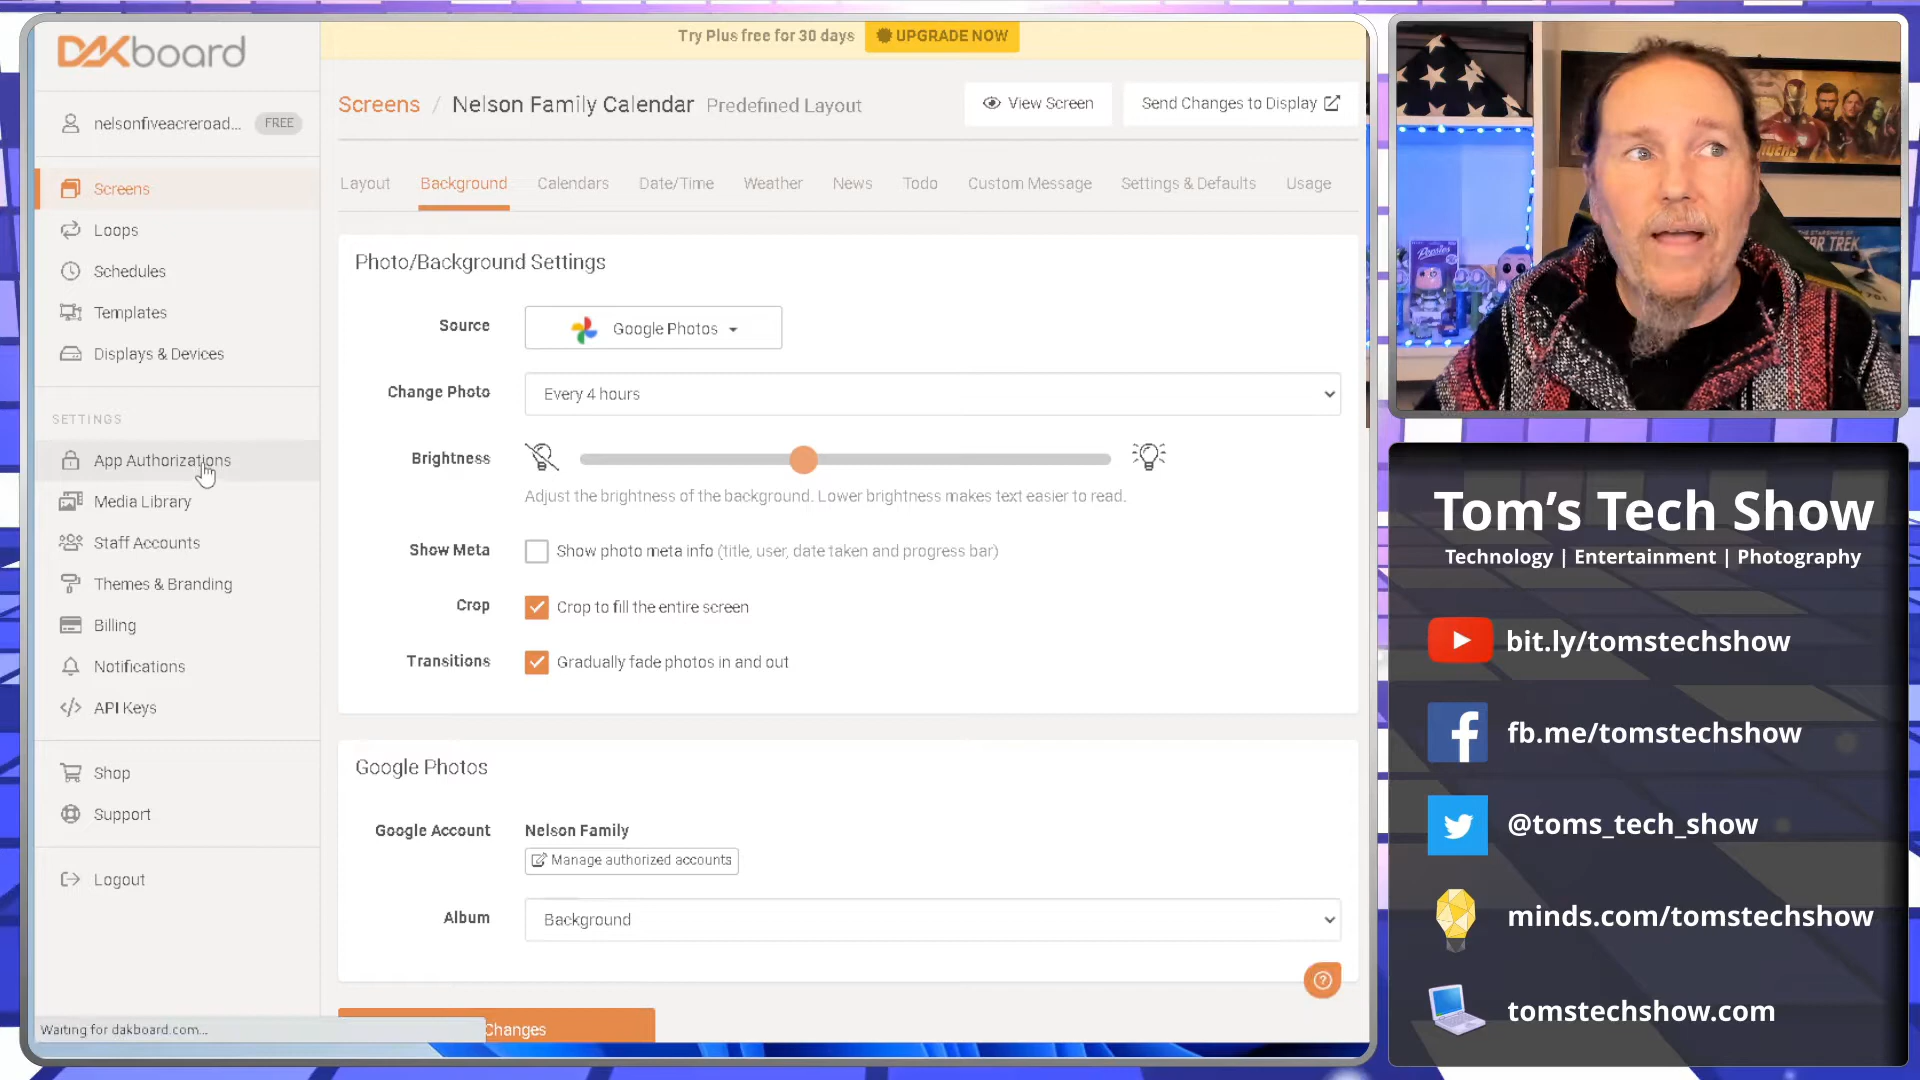 DAKboard
nelsonfiveacreroad... FREE
Screens
Loops
Schedules
Templates
Displays & Devices
SETTINGS
App Authorizations
Media Library
Staff Accounts
Themes & Branding
Billing
Notifications
API Keys
Shop
Support
Logout
Waiting for dakboard.com...
Try Plus free for 30 days UPGRADE NOW
Screens / Nelson Family Calendar Predefined Layout
View Screen
Send Changes to Display
Layout Background Calendars Date/Time Weather News Todo Custom Message Settings & Defaults Usage
Photo/Background Settings
Source Google Photos
Change Photo Every 4 hours
Brightness
Adjust the brightness of the background. Lower brightness makes text easier to read.
Show Meta Show photo meta info (title, user, date taken and progress bar)
Crop Crop to fill the entire screen
Transitions Gradually fade photos in and out
Google Photos
Google Account Nelson Family
Manage authorized accounts
Album Background
Changes
STAR TREK
Tom's Tech Show
Technology | Entertainment | Photography
bit.ly/tomstechshow
fb.me/tomstechshow
@toms_tech_show
minds.com/tomstechshow
tomstechshow.com